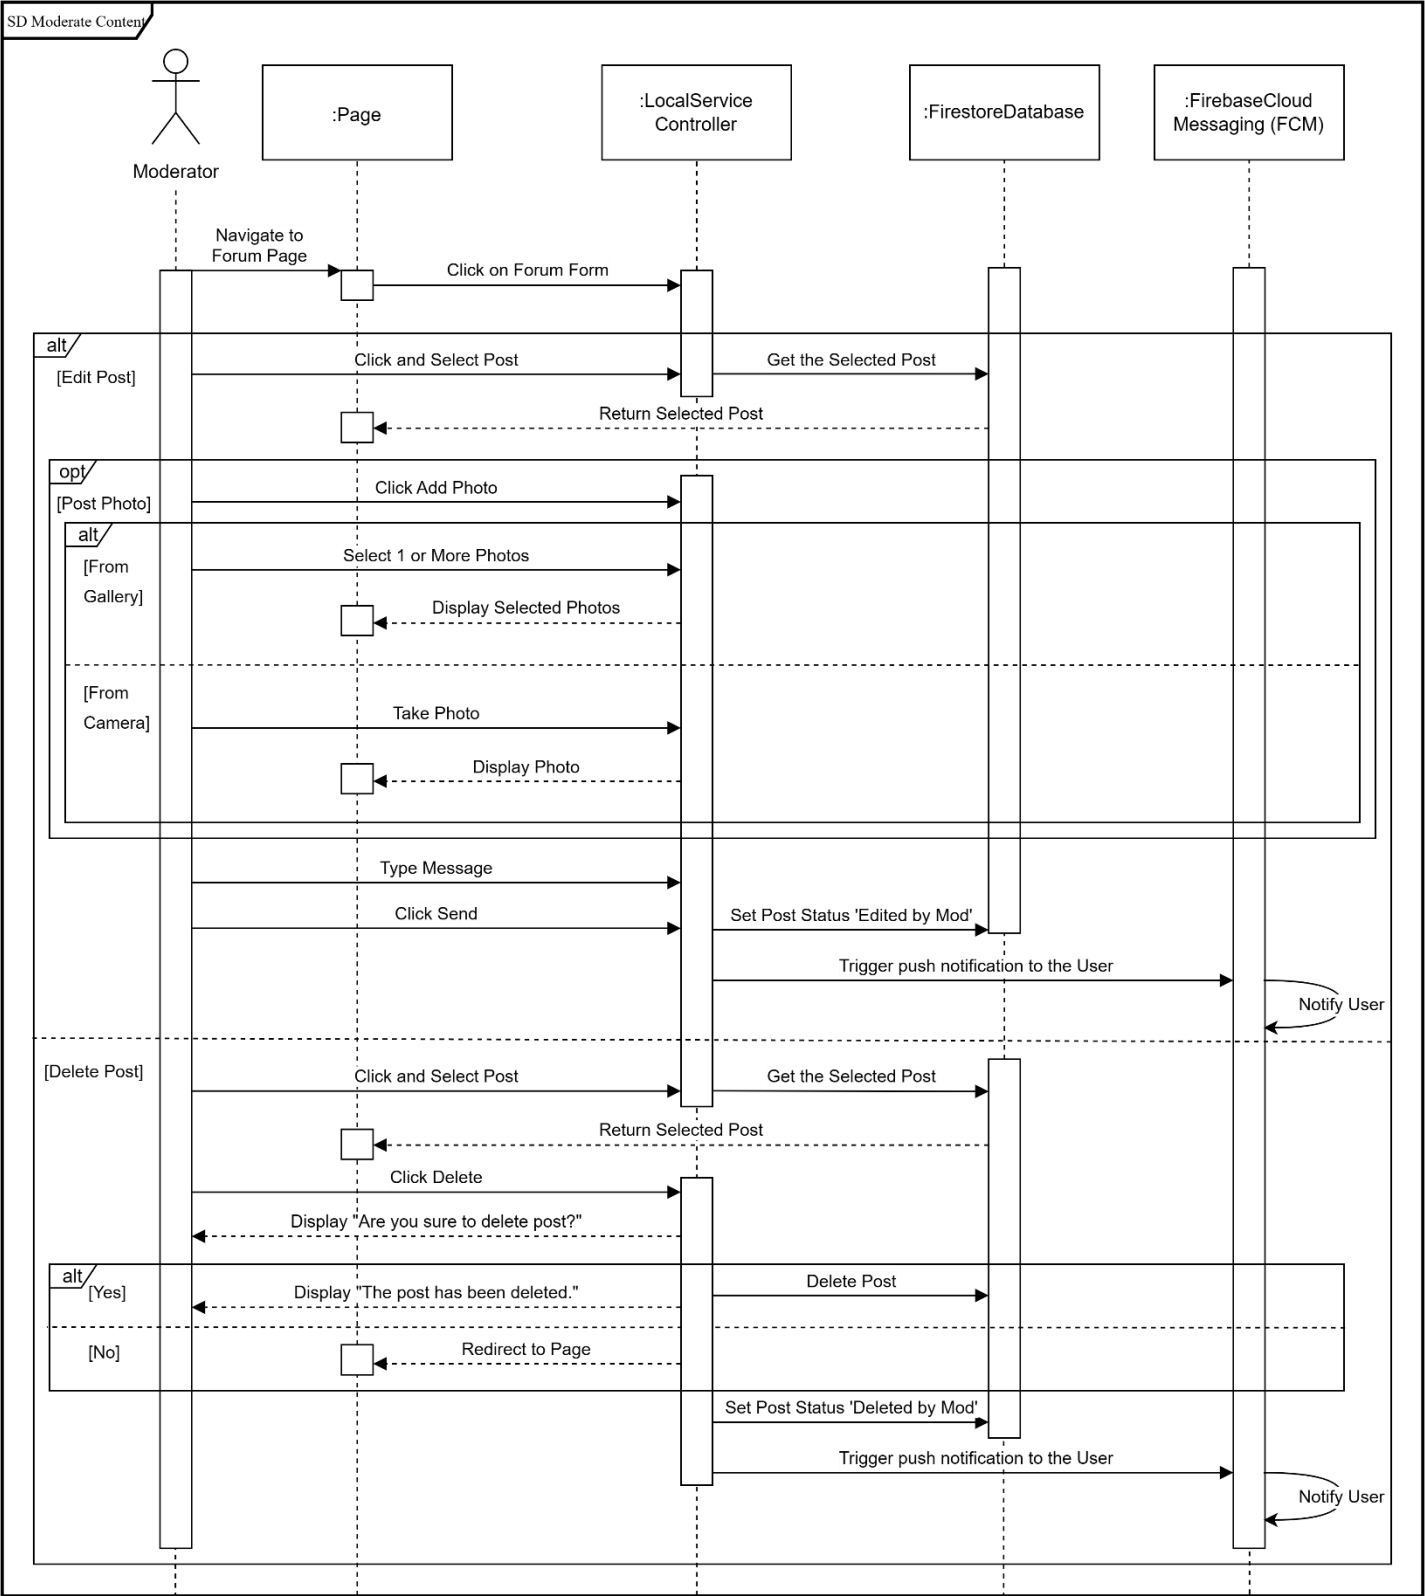 SD Moderate Content
Moderator
:Page
:LocalService
Controller
:FirestoreDatabase
:FirebaseCloud
Messaging (FCM)
Navigate to
Forum Page
Click on Forum Form
alt
[Edit Post]
Click and Select Post
Get the Selected Post
Return Selected Post
opt
[Post Photo]
Click Add Photo
alt
[From
Gallery]
Select 1 or More Photos
Display Selected Photos
[From
Camera]
Take Photo
Display Photo
Type Message
Click Send
Set Post Status 'Edited by Mod'
Trigger push notification to the User
Notify User
[Delete Post]
Click and Select Post
Get the Selected Post
Return Selected Post
Click Delete
Display "Are you sure to delete post?"
alt
[Yes]
Display "The post has been deleted."
Delete Post
[No]
Redirect to Page
Set Post Status 'Deleted by Mod'
Trigger push notification to the User
Notify User